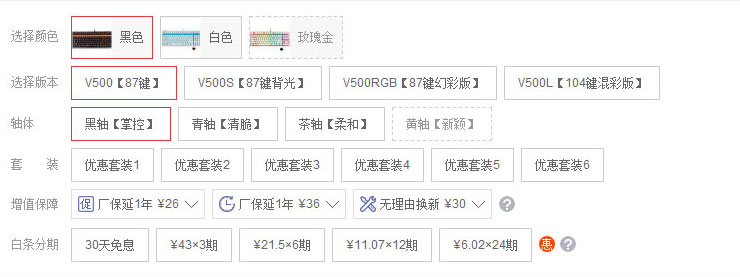 选择颜色 黑色 白色 玫瑰金
选择版本 V500【87键】 V500S【87键背光】 V500RGB【87键幻彩版】 V500L【104键混彩版】
轴体 黑轴【掌控】 青轴【清脆】 茶轴【柔和】 黄轴【新颖】
套 装 优惠套装1 优惠套装2 优惠套装3 优惠套装4 优惠套装5 优惠套装6
增值保障 促 厂保延1年 ¥26 厂保延1年 ¥36 无理由换新 ¥30 ?
白条分期 30天免息 ¥43×3期 ¥21.5×6期 ¥11.07×12期 ¥6.02×24期 惠 ?